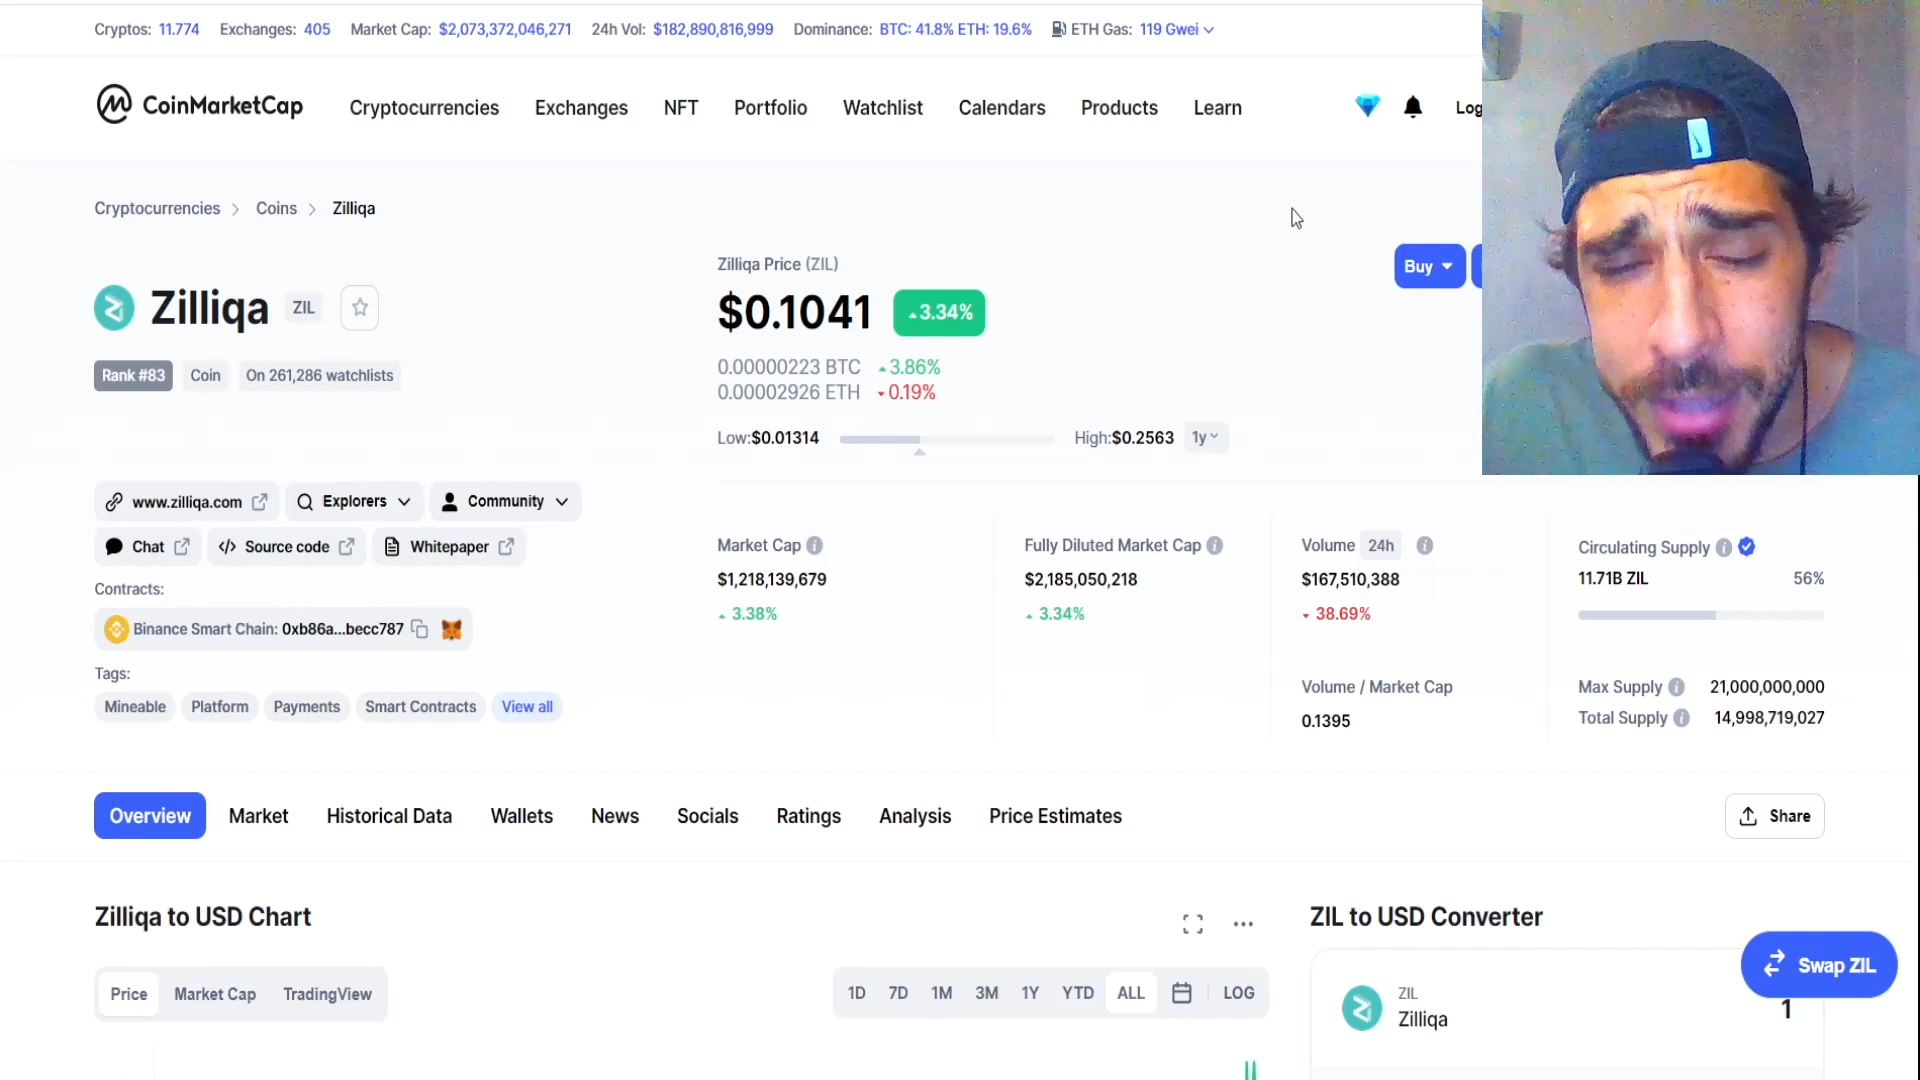 Cryptos: 11.774 Exchanges: 405 Market Cap: $2,073,372,046,271 24h Vol: $182,890,816,999 Dominance: BTC: 41.8% ETH: 19.6% ETH Gas: 119 Gwei
CoinMarketCap Cryptocurrencies Exchanges NFT Portfolio Watchlist Calendars Products Learn Log
Cryptocurrencies > Coins > Zilliqa
Zilliqa Price (ZIL)
Buy
Zilliqa ZIL $0.1041 3.34%
0.00000223 BTC 3.86%
Rank #83 Coin On 261,286 watchlists
0.00002926 ETH 0.19%
Low:$0.01314 High:$0.2563 1y
www.zilliqa.com Explorers Community
Chat Source code Whitepaper
Market Cap Fully Diluted Market Cap Volume 24h Circulating Supply
$1,218,139,679 $2,185,050,218 $167,510,388 11.71B ZIL 56%
Contracts:
3.38% 3.34% 38.69%
Binance Smart Chain: 0xb86a...becc787
Tags:
Volume / Market Cap Max Supply 21,000,000,000
Mineable Platform Payments Smart Contracts View all
0.1395 Total Supply 14,998,719,027
Overview Market Historical Data Wallets News Socials Ratings Analysis Price Estimates Share
Zilliqa to USD Chart ZIL to USD Converter
Swap ZIL
Price Market Cap TradingView 1D 7D 1M 3M 1Y YTD ALL LOG
ZIL
Zilliqa 1